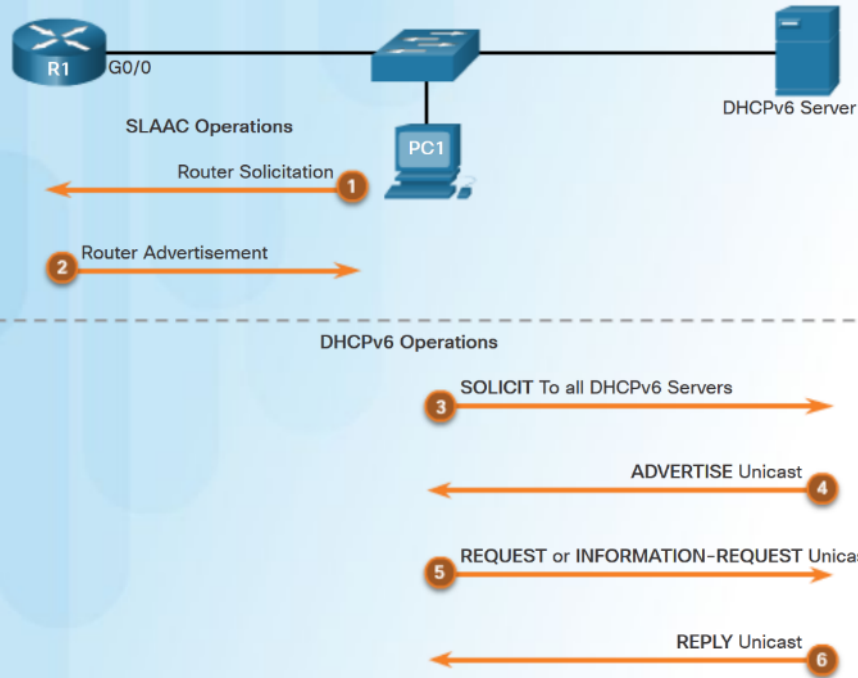 R1
G0/0
DHCPv6 Server
SLAAC Operations
PC1
Router Solicitation
1
2
Router Advertisement
DHCPv6 Operations
3
SOLICIT To all DHCPv6 Servers
ADVERTISE Unicast
4
5
REQUEST or INFORMATION-REQUEST Unicas
REPLY Unicast
6